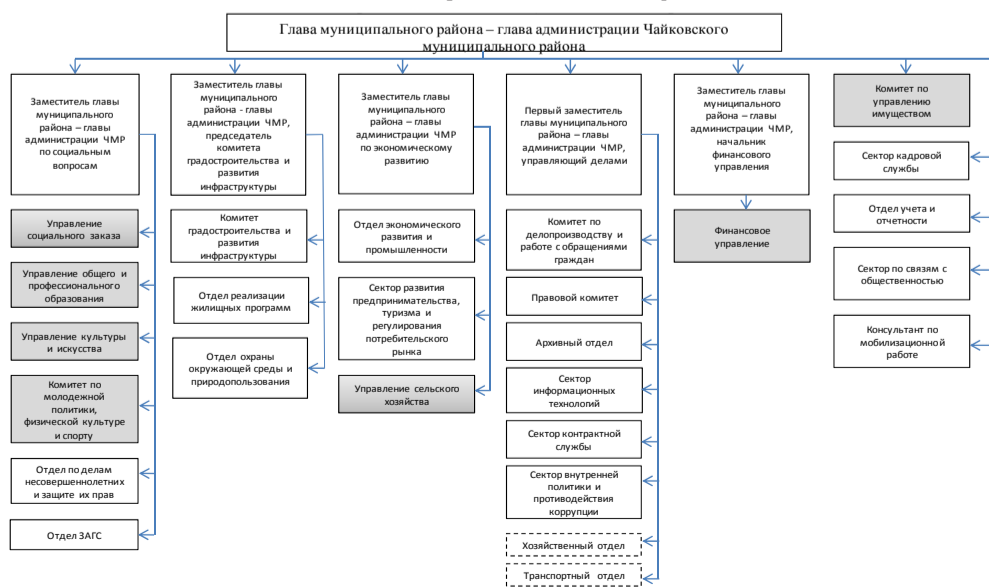 Глава муниципального района – глава администрации Чайковского
муниципального района
Заместитель главы
муниципального
района – главы
администрации ЧМР
по социальным
вопросам
Управление
социального заказа
Управление общего и
профессионального
образования
Управление культуры
и искусства
Комитет по
молодежной
политики,
физической культуре
и спорту
Отдел по делам
несовершеннолетних
и защите их прав
Отдел ЗАГС
Заместитель главы
муниципального
района - главы
администрации ЧМР,
председатель
комитета
градостроительства и
развития
инфраструктуры
Комитет
градостроительства и
развития
инфраструктуры
Отдел реализации
жилищных программ
Отдел охраны
окружающей среды и
природопользования
Заместитель главы
муниципального
района – главы
администрации ЧМР
по экономическому
развитию
Отдел экономического
развития и
промышленности
Сектор развития
предпринимательства,
туризма и
регулирования
потребительского
рынка
Управление сельского
хозяйства
Первый заместитель
главы муниципального
района – главы
администрации ЧМР,
управляющий делами
Комитет по
делопроизводству и
работе с обращениями
граждан
Правовой комитет
Архивный отдел
Сектор
информационных
технологий
Сектор контрактной
службы
Сектор внутренней
политики и
противодействия
коррупции
Хозяйственный отдел
Транспортный отдел
Заместитель главы
муниципального
района – главы
администрации ЧМР,
начальник
финансового
управления
Финансовое
управление
Комитет по
управлению
имуществом
Сектор кадровой
службы
Отдел учета и
отчетности
Сектор по связям с
общественностью
Консультант по
мобилизационной
работе